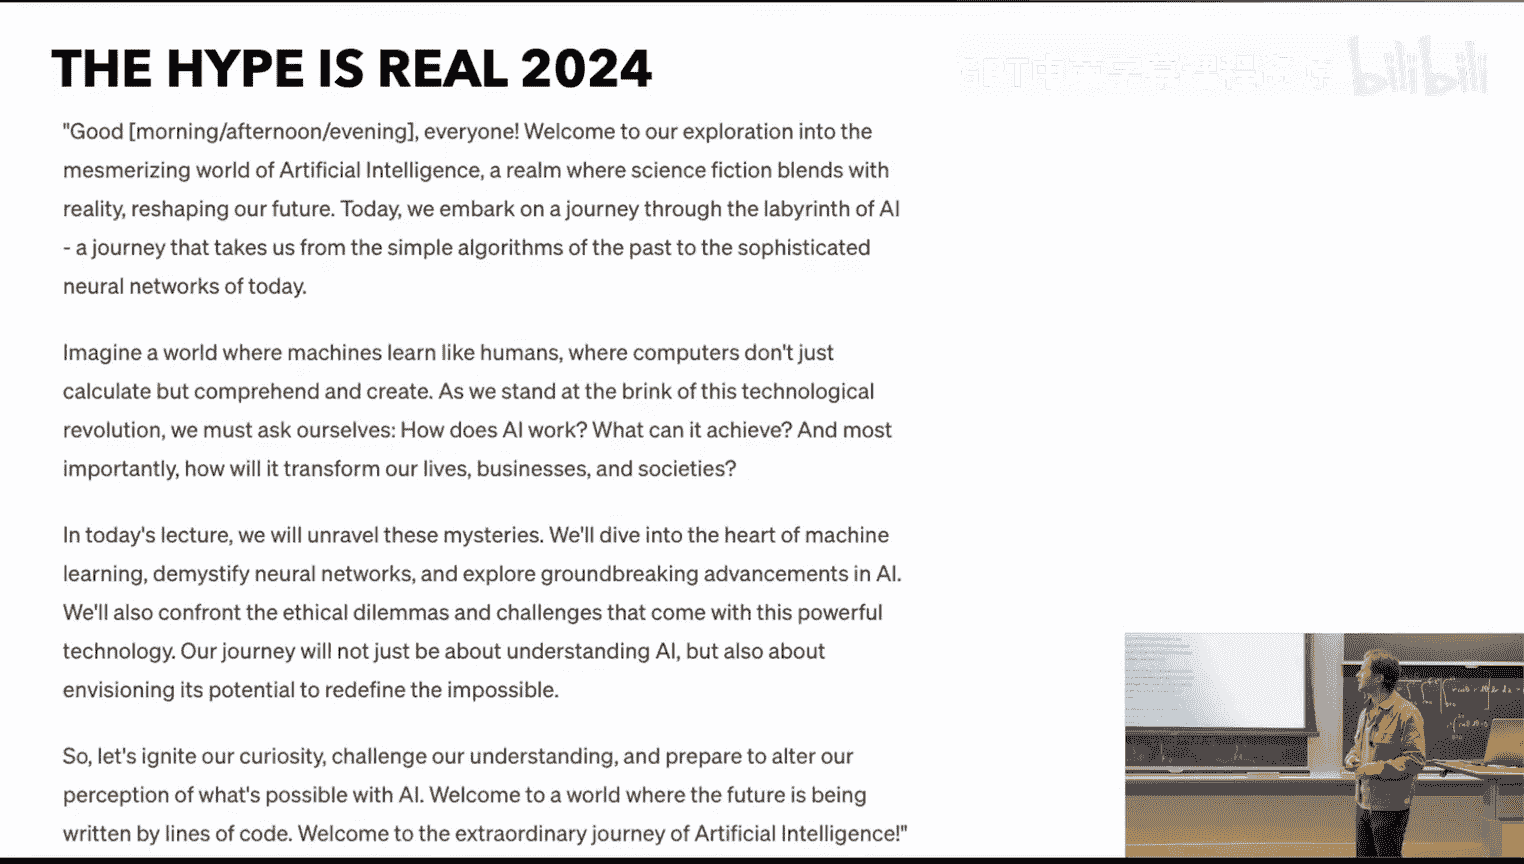 THE HYPE IS REAL 2024
bilibili
"Good [morning/afternoon/evening], everyone! Welcome to our exploration into the
mesmerizing world of Artificial Intelligence, a realm where science fiction blends with
reality, reshaping our future. Today, we embark on a journey through the labyrinth of AI
- a journey that takes us from the simple algorithms of the past to the sophisticated
neural networks of today.
Imagine a world where machines learn like humans, where computers don't just
calculate but comprehend and create. As we stand at the brink of this technological
revolution, we must ask ourselves: How does AI work? What can it achieve? And most
importantly, how will it transform our lives, businesses, and societies?
In today's lecture, we will unravel these mysteries. We'll dive into the heart of machine
learning, demystify neural networks, and explore groundbreaking advancements in AI.
We'll also confront the ethical dilemmas and challenges that come with this powerful
technology. Our journey will not just be about understanding AI, but also about
envisioning its potential to redefine the impossible.
So, let's ignite our curiosity, challenge our understanding, and prepare to alter our
perception of what's possible with AI. Welcome to a world where the future is being
written by lines of code. Welcome to the extraordinary journey of Artificial Intelligence!"